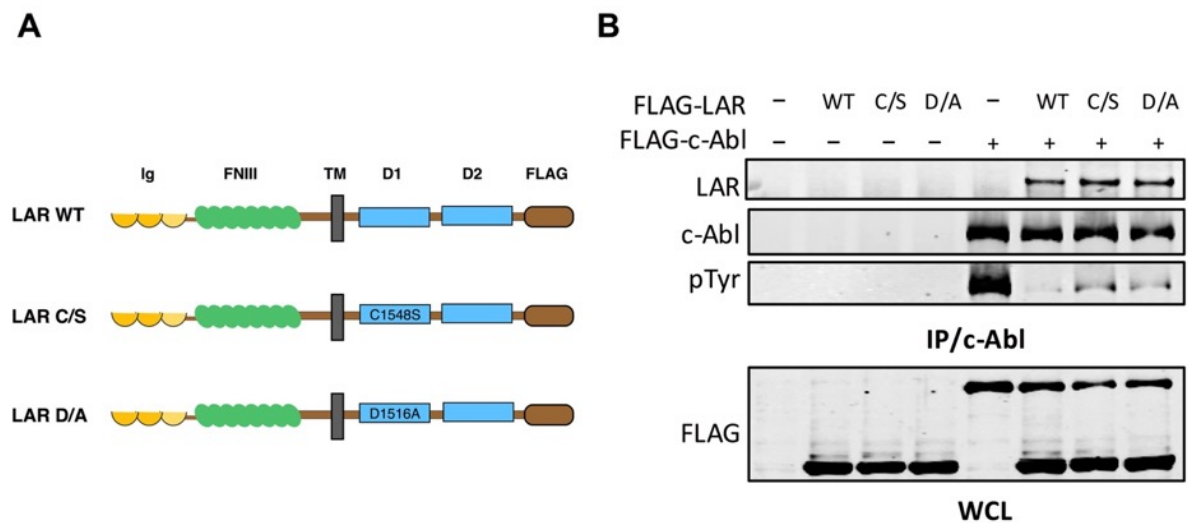 A
B
Ig FNIII TM D1 D2 FLAG
LAR WT
LAR C/S C1548S
LAR D/A D1516A
FLAG-LAR – WT C/S D/A – WT C/S D/A
FLAG-c-Abl – – – – + + + +
LAR
c-Abl
pTyr
IP/c-Abl
FLAG
WCL